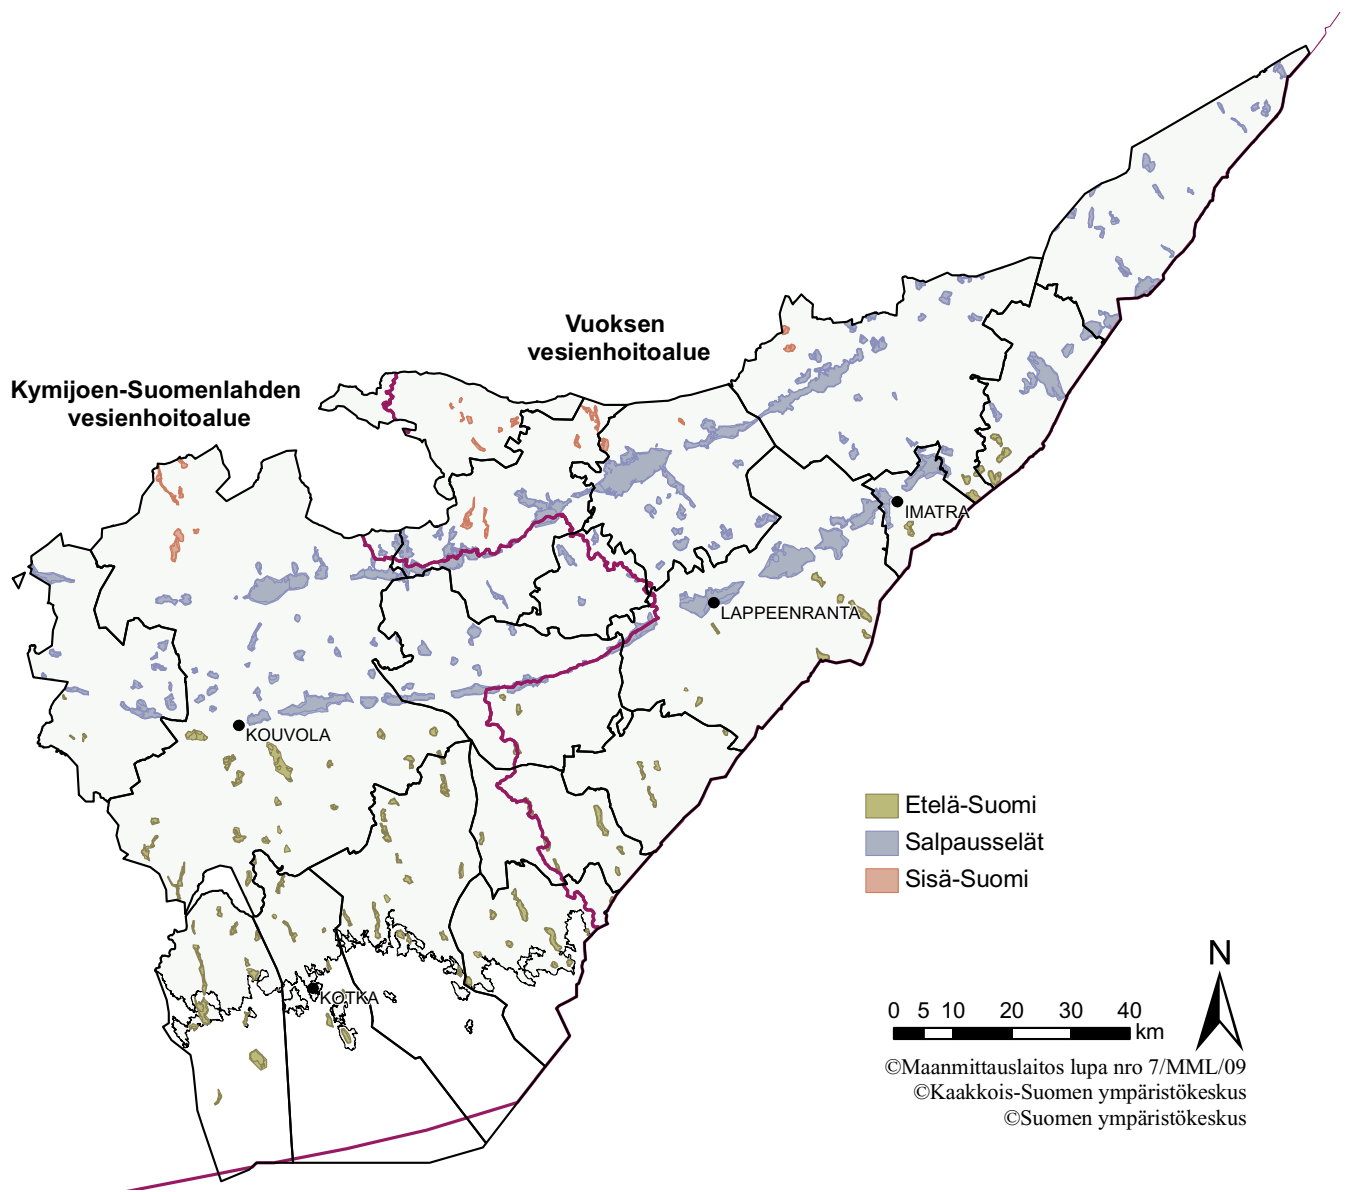 Vuoksen
vesienhoitoalue
Kymijoen-Suomenlahden
vesienhoitoalue
IMATRA
LAPPEENRANTA
KOUVOLA
KOTKA
Etelä-Suomi
Salpausselät
Sisä-Suomi
N
0 5 10 20 30 40
km
©Maanmittauslaitos lupa nro 7/MML/09
©Kaakkois-Suomen ympäristökeskus
©Suomen ympäristökeskus